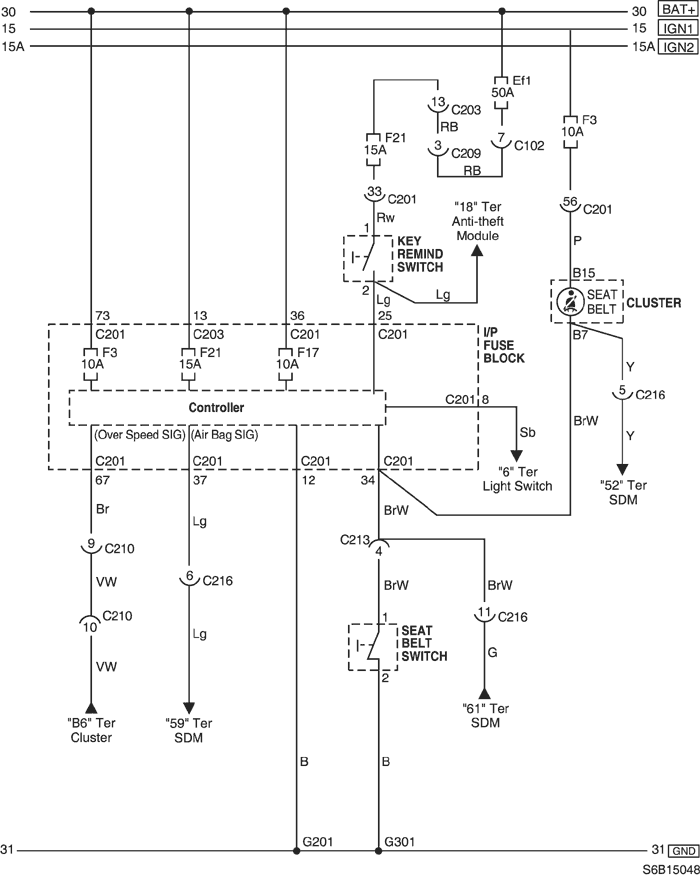 30 30 BAT+
15 15 IGN1
15A 15A IGN2
Ef1
50A
13 C203
RB
F3
10A
F21
15A
3 C209
7 C102
RB
33 C201
Rw
"18" Ter
Anti-theft
Module
56 C201
1
KEY
REMIND
SWITCH
P
2
Lg
Lg
B15
SEAT
BELT
CLUSTER
B7
73 13 36 25
C201 C203 C201 C201
I/P
FUSE
BLOCK
F3
10A
F21
15A
F17
10A
Y
5 C216
Controller
C201 8
(Over Speed SIG) (Air Bag SIG)
Sb
BrW
Y
C201 C201 C201 C201
67 37 12 34
"6" Ter
Light Switch
"52" Ter
SDM
Br
Lg
BrW
9 C210
C213 4
VW
6 C216
BrW
BrW
C210
10
1
11 C216
Lg
SEAT
BELT
SWITCH
G
VW
2
"B6" Ter
Cluster
"59" Ter
SDM
"61" Ter
SDM
B
B
G201 G301
31 31 GND
S6B15048